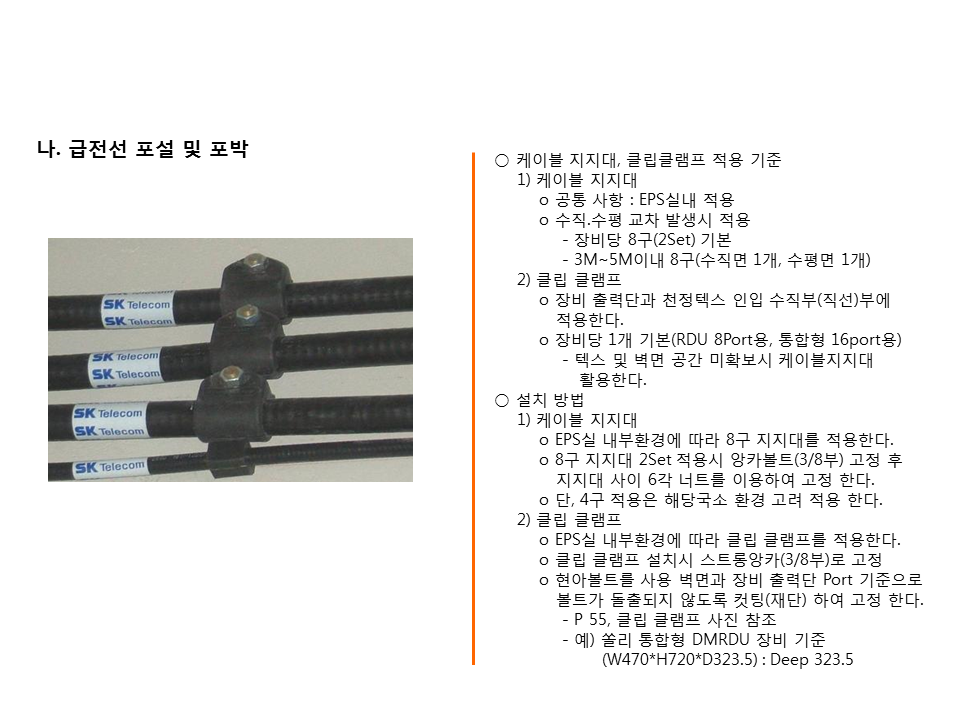 나. 급전선 포설 및 포박
SK Telecom
SK Telecom
SK Telecom
SK Telecom
SK Telecom
SK Telecom
SK Telecom
○ 케이블 지지대, 클립클램프 적용 기준
1) 케이블 지지대
o 공통 사항 : EPS실내 적용
o 수직.수평 교차 발생시 적용
- 장비당 8구(2Set) 기본
- 3M~5M이내 8구(수직면 1개, 수평면 1개)
2) 클립 클램프
o 장비 출력단과 천정텍스 인입 수직부(직선)부에
적용한다.
o 장비당 1개 기본(RDU 8Port용, 통합형 16port용)
- 텍스 및 벽면 공간 미확보시 케이블지지대
활용한다.
○ 설치 방법
1) 케이블 지지대
o EPS실 내부환경에 따라 8구 지지대를 적용한다.
o 8구 지지대 2Set 적용시 앙카볼트(3/8부) 고정 후
지지대 사이 6각 너트를 이용하여 고정 한다.
o 단, 4구 적용은 해당국소 환경 고려 적용 한다.
2) 클립 클램프
o EPS실 내부환경에 따라 클립 클램프를 적용한다.
o 클립 클램프 설치시 스트롱앙카(3/8부)로 고정
o 현아볼트를 사용 벽면과 장비 출력단 Port 기준으로
볼트가 돌출되지 않도록 컷팅(재단) 하여 고정 한다.
- P 55, 클립 클램프 사진 참조
- 예) 쏠리 통합형 DMRDU 장비 기준
(W470*H720*D323.5) : Deep 323.5